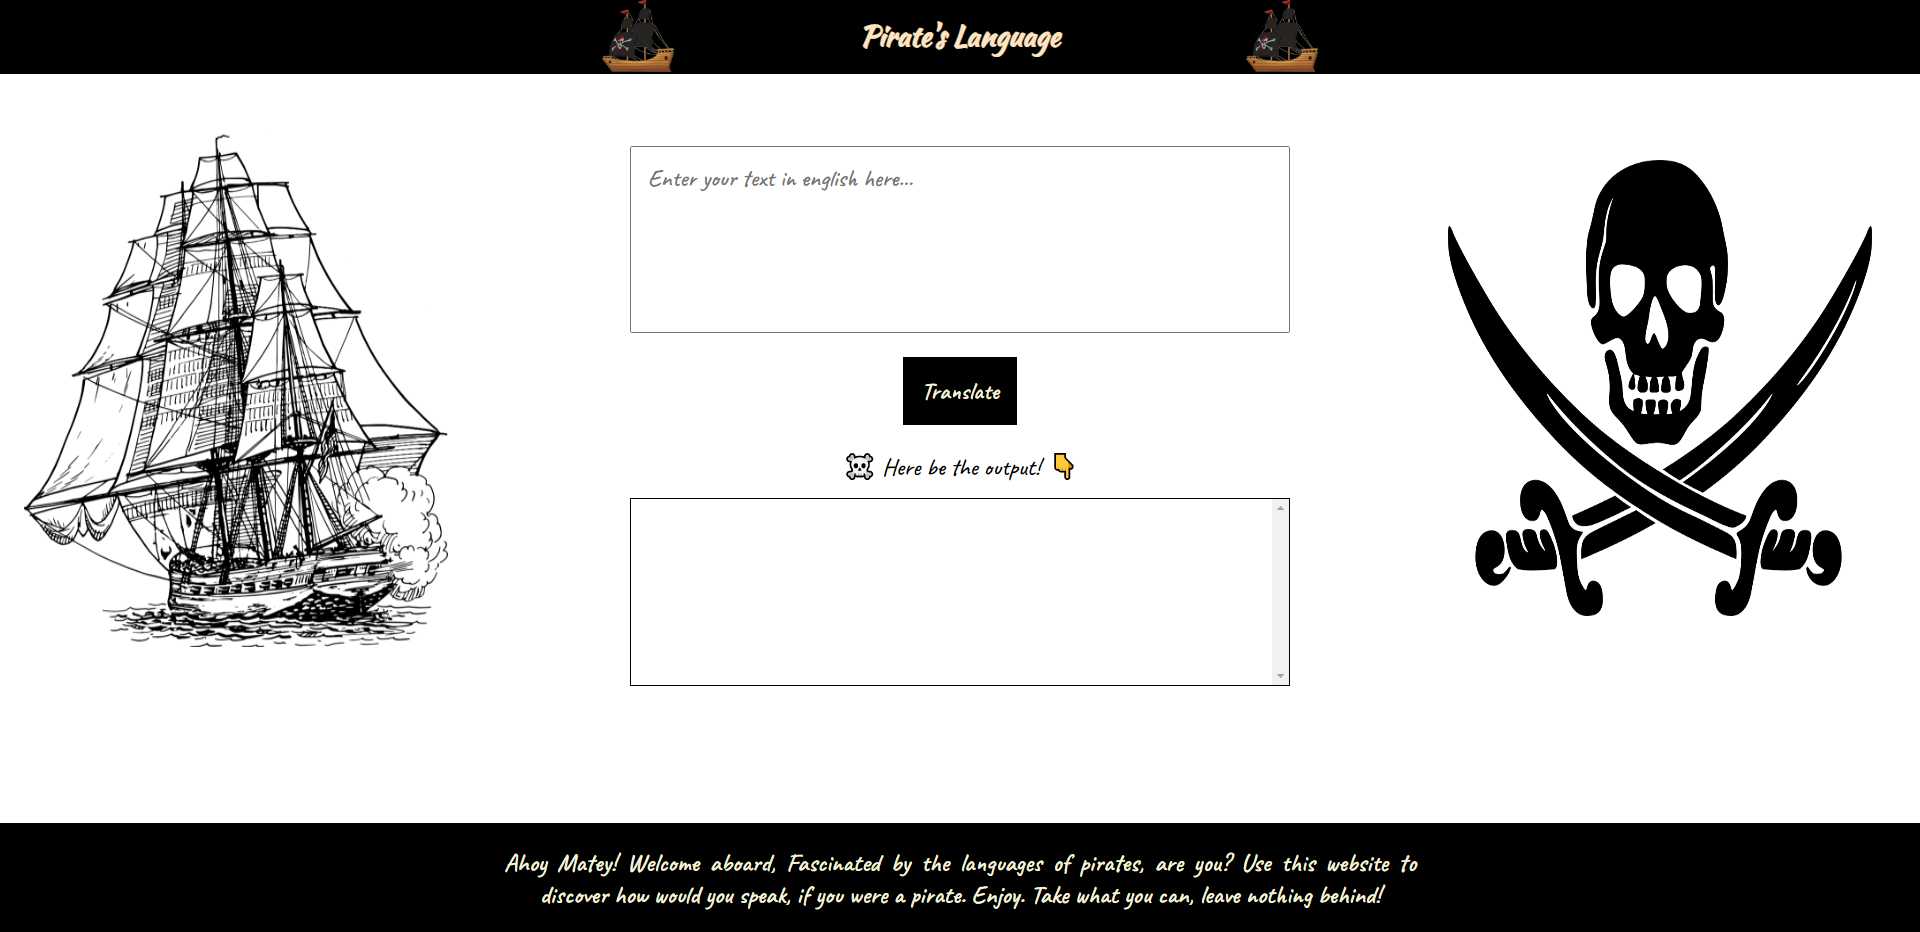 Pirate's Language
Enter your text in english here...
Translate
☠️ Here be the output! 👇
Ahoy Matey! Welcome aboard, Fascinated by the languages of pirates, are you? Use this website to
discover how would you speak, if you were a pirate. Enjoy. Take what you can, leave nothing behind!